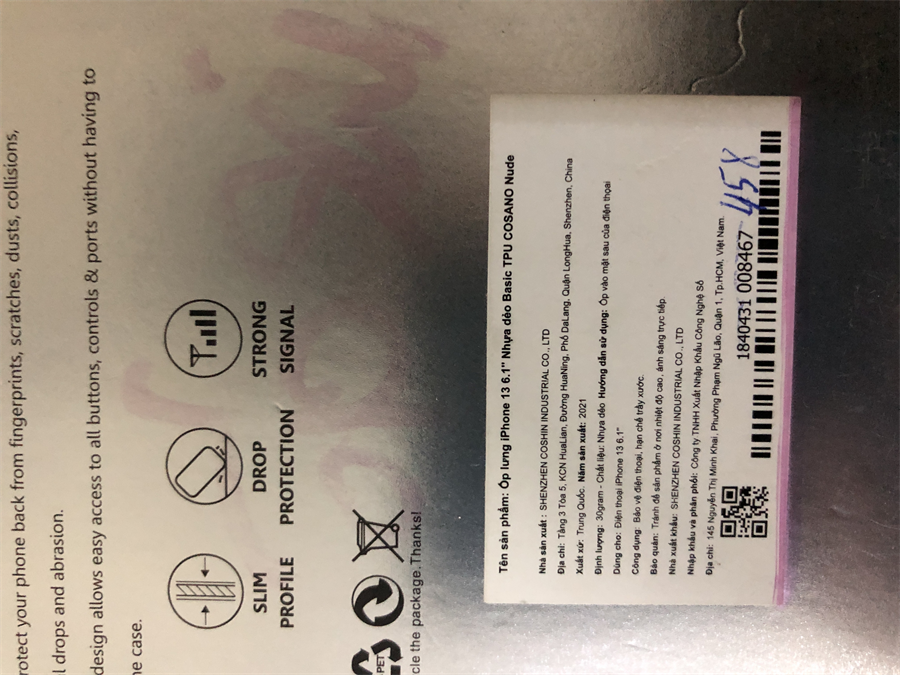 rotect your phone back from fingerprints, scratches, dusts, collisions,
l drops and abrasion.
design allows easy access to all buttons, controls & ports without having to
he case.
SLIM
PROFILE
DROP
PROTECTION
STRONG
SIGNAL
PET
cle the package.Thanks!
Tên sản phẩm: Ốp lưng iPhone 13 6.1" Nhựa dẻo Basic TPU COSANO Nude
Nhà sản xuất : SHENZHEN COSHIN INDUSTRIAL CO., LTD
Địa chỉ: Tầng 3 Tòa 5, KCN HuaLian, Đường HuaNing, Phố DaLang, Quận LongHua, Shenzhen, China
Xuất xứ: Trung Quốc. Năm sản xuất: 2021
Định lượng: 30gram - Chất liệu: Nhựa dẻo Hướng dẫn sử dụng: Ốp vào mặt sau của điện thoại
Dùng cho: Điện thoại iPhone 13 6.1"
Công dụng: Bảo vệ điện thoại, hạn chế trầy xước.
Bảo quản: Tránh để sản phẩm ở nơi nhiệt độ cao, ánh sáng trực tiếp.
Nhà xuất khẩu: SHENZHEN COSHIN INDUSTRIAL CO., LTD
Nhập khẩu và phân phối: Công ty TNHH Xuất Nhập Khẩu Công Nghệ Số
Địa chỉ: 145 Nguyễn Thị Minh Khai, Phường Phạm Ngũ Lão, Quận 1, Tp.HCM, Việt Nam.
1840431 008467